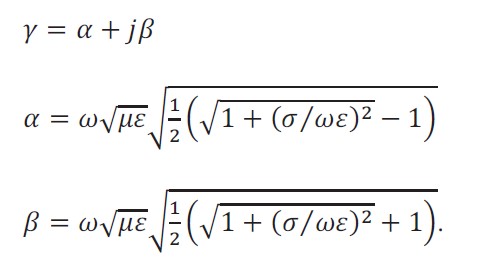 γ = α + jβ
α = ω√με √(1/2 (√(1 + (σ/ωε)²) − 1))
β = ω√με √(1/2 (√(1 + (σ/ωε)²) + 1)).